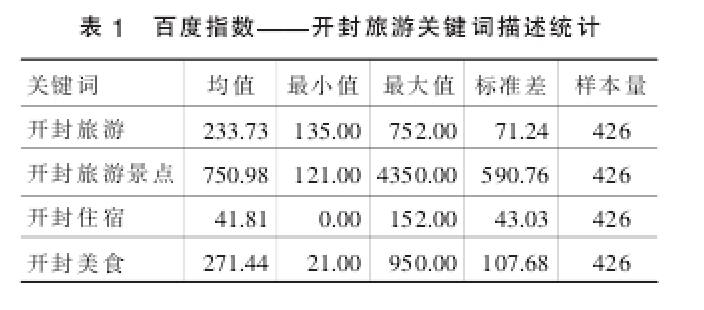 表 1 百度指数——开封旅游关键词描述统计
关键词 均值 最小值 最大值 标准差 样本量
开封旅游 233.73 135.00 752.00 71.24 426
开封旅游景点 750.98 121.00 4350.00 590.76 426
开封住宿 41.81 0.00 152.00 43.03 426
开封美食 271.44 21.00 950.00 107.68 426